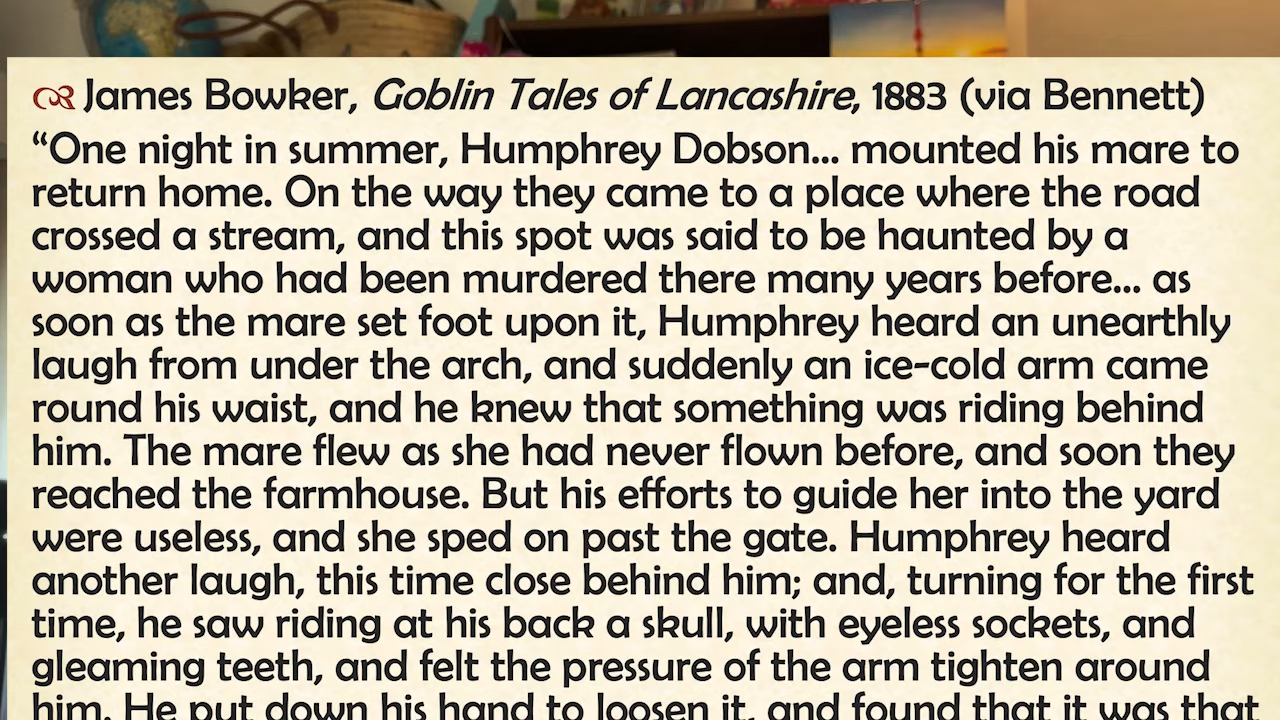 James Bowker, Goblin Tales of Lancashire, 1883 (via Bennett)
“One night in summer, Humphrey Dobson... mounted his mare to
return home. On the way they came to a place where the road
crossed a stream, and this spot was said to be haunted by a
woman who had been murdered there many years before... as
soon as the mare set foot upon it, Humphrey heard an unearthly
laugh from under the arch, and suddenly an ice-cold arm came
round his waist, and he knew that something was riding behind
him. The mare flew as she had never flown before, and soon they
reached the farmhouse. But his efforts to guide her into the yard
were useless, and she sped on past the gate. Humphrey heard
another laugh, this time close behind him; and, turning for the first
time, he saw riding at his back a skull, with eyeless sockets, and
gleaming teeth, and felt the pressure of the arm tighten around
him. He put down his hand to loosen it, and found that it was that